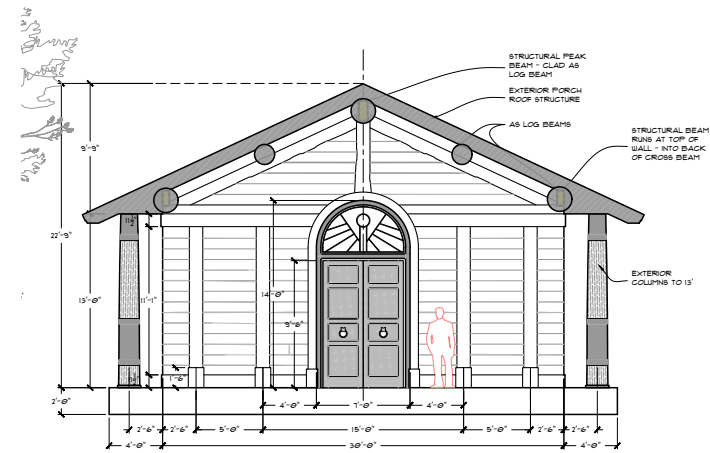 STRUCTURAL PEAK
BEAM - CLAD AS
LOG BEAM
EXTERIOR PORCH
ROOF STRUCTURE
AS LOG BEAMS
STRUCTURAL BEAM
RUNS AT TOP OF
WALL - INTO BACK
OF CROSS BEAM
9'-9"
22'-9"
13'-0"
11'-1"
14'-0"
9'-6"
1'-6"
EXTERIOR
COLUMNS TO 13'
2'-0"
4'-0" 7'-0" 4'-0"
2'-6" 2'-6" 5'-0" 15'-0" 5'-0" 2'-6" 2'-6"
4'-0" 30'-0" 4'-0"